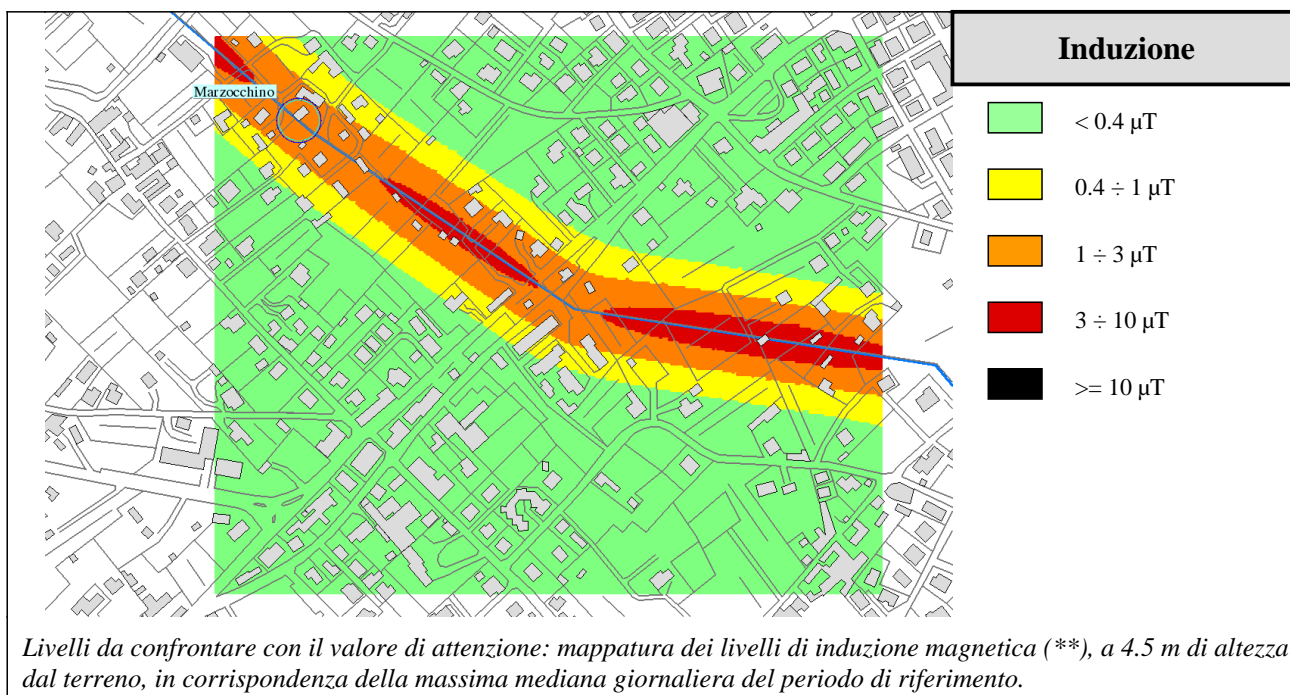 Induzione
Marzocchino
< 0.4 µT
0.4 ÷ 1 µT
1 ÷ 3 µT
3 ÷ 10 µT
>= 10 µT
Livelli da confrontare con il valore di attenzione: mappatura dei livelli di induzione magnetica (**), a 4.5 m di altezza
dal terreno, in corrispondenza della massima mediana giornaliera del periodo di riferimento.